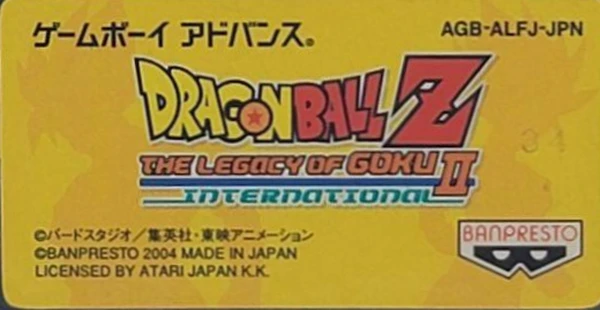 ゲームボーイ アドバンス® AGB-ALFJ-JPN
DRAGONBALL Z
THE LEGACY OF GOKU II
INTERNATIONAL
34
©バードスタジオ／集英社・東映アニメーション
©BANPRESTO 2004 MADE IN JAPAN
LICENSED BY ATARI JAPAN K.K.
BANPRESTO